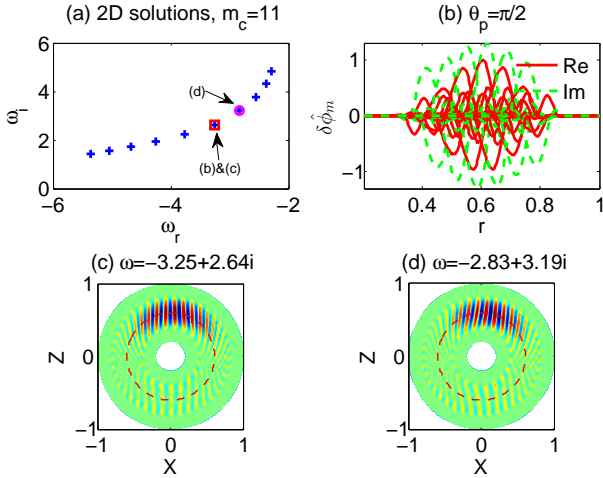 (a) 2D solutions, m_c=11
(b) θ_p=π/2
6
4
2
0
ω_i
(d)
(b)&(c)
−6
−4
−2
ω_r
1
0
−1
δϕ̂_m
Re
Im
0.4
0.6
0.8
1
r
(c) ω=−3.25+2.64i
(d) ω=−2.83+3.19i
1
0
−1
Z
−1
0
1
X
1
0
−1
Z
−1
0
1
X